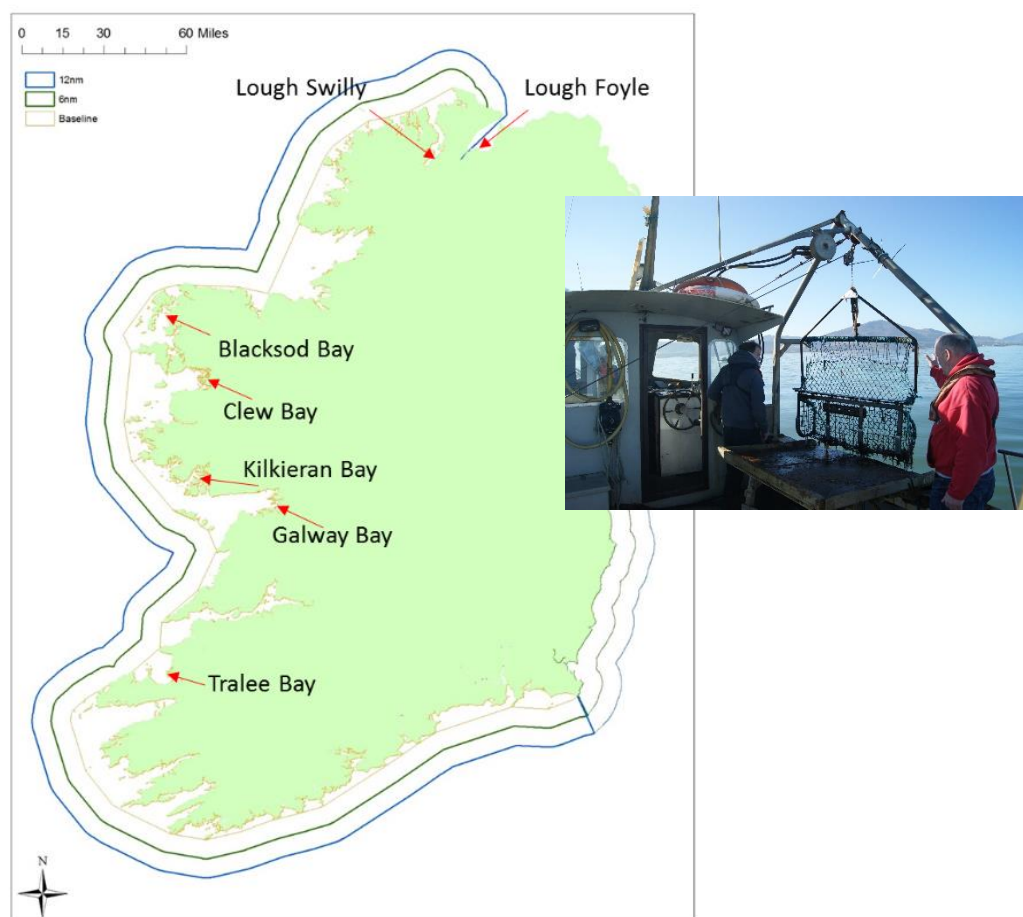 0 15 30 60 Miles
12nm
6nm
Baseline
Lough Swilly
Lough Foyle
Blacksod Bay
Clew Bay
Kilkieran Bay
Galway Bay
Tralee Bay
N